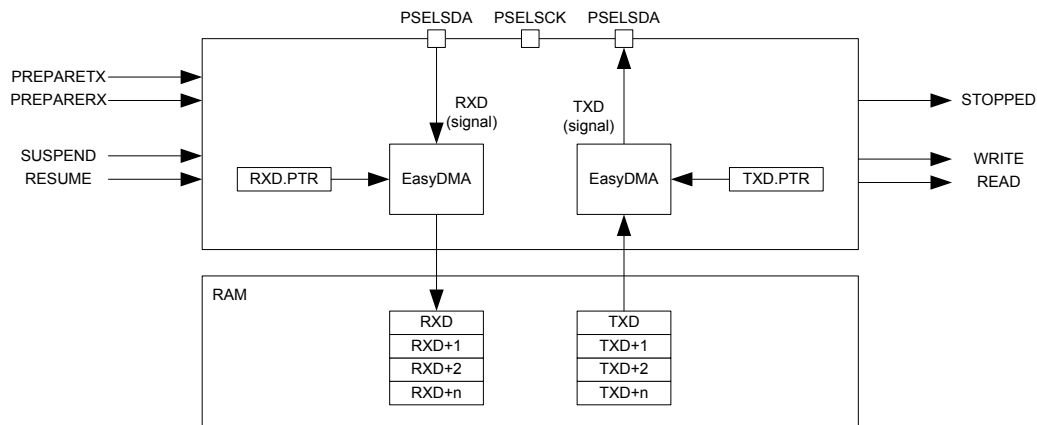 PSELSDA PSELSCK PSELSDA
PREPARETX
PREPARERX
RXD
(signal)
TXD
(signal)
STOPPED
SUSPEND
RESUME
RXD.PTR
EasyDMA
EasyDMA
TXD.PTR
WRITE
READ
RAM
RXD
RXD+1
RXD+2
RXD+n
TXD
TXD+1
TXD+2
TXD+n